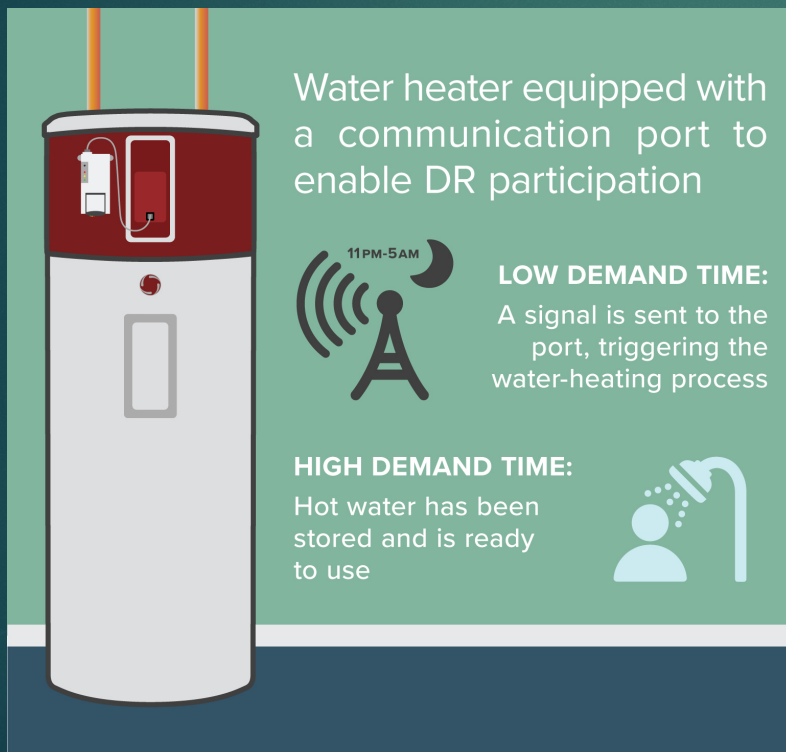 Water heater equipped with
a communication port to
enable DR participation
11PM-5AM
LOW DEMAND TIME:
A signal is sent to the
port, triggering the
water-heating process
HIGH DEMAND TIME:
Hot water has been
stored and is ready
to use